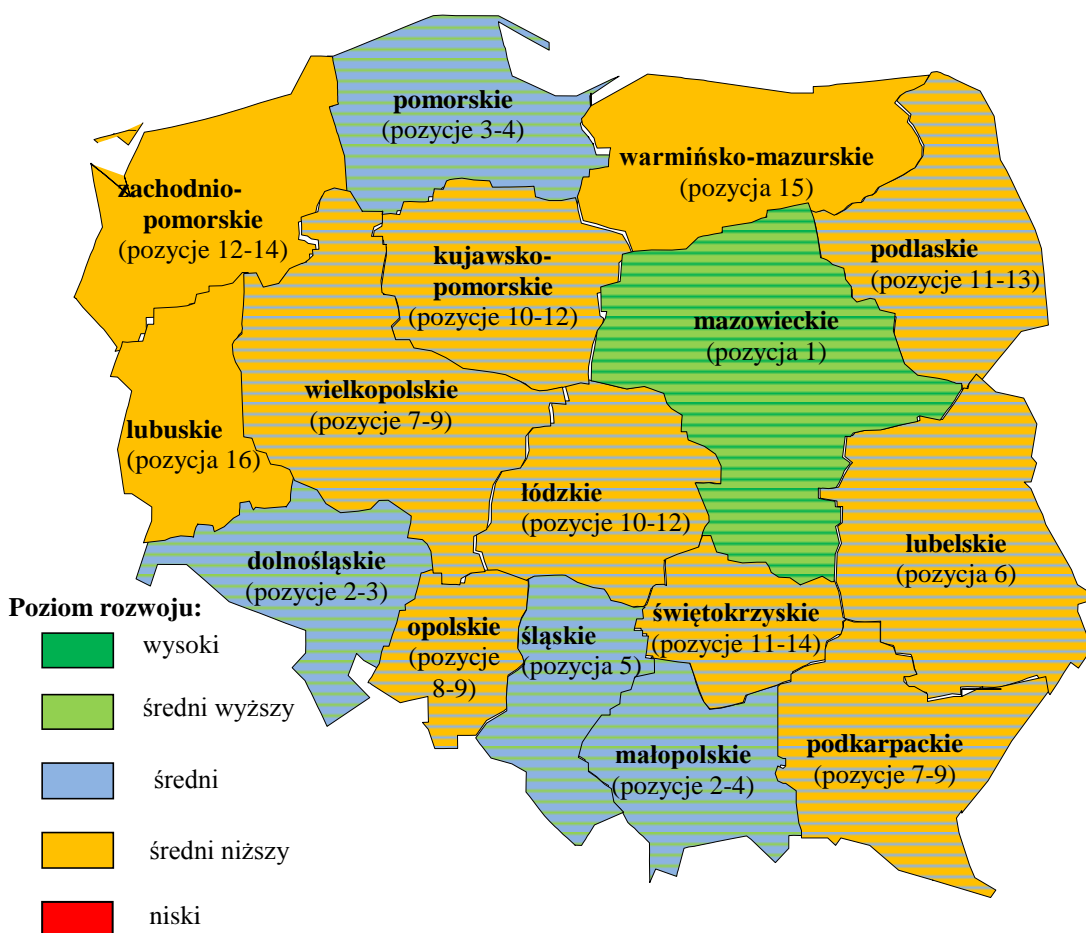 pomorskie
(pozycje 3-4)
warmińsko-mazurskie
(pozycja 15)
zachodnio-
pomorskie
(pozycje 12-14)
kujawsko-
pomorskie
(pozycje 10-12)
podlaskie
(pozycje 11-13)
mazowieckie
(pozycja 1)
wielkopolskie
(pozycje 7-9)
lubuskie
(pozycja 16)
łódzkie
(pozycje 10-12)
lubelskie
(pozycja 6)
dolnośląskie
(pozycje 2-3)
opolskie
(pozycje
8-9)
śląskie
(pozycja 5)
świętokrzyskie
(pozycje 11-14)
małopolskie
(pozycje 2-4)
podkarpackie
(pozycje 7-9)
Poziom rozwoju:
wysoki
średni wyższy
średni
średni niższy
niski